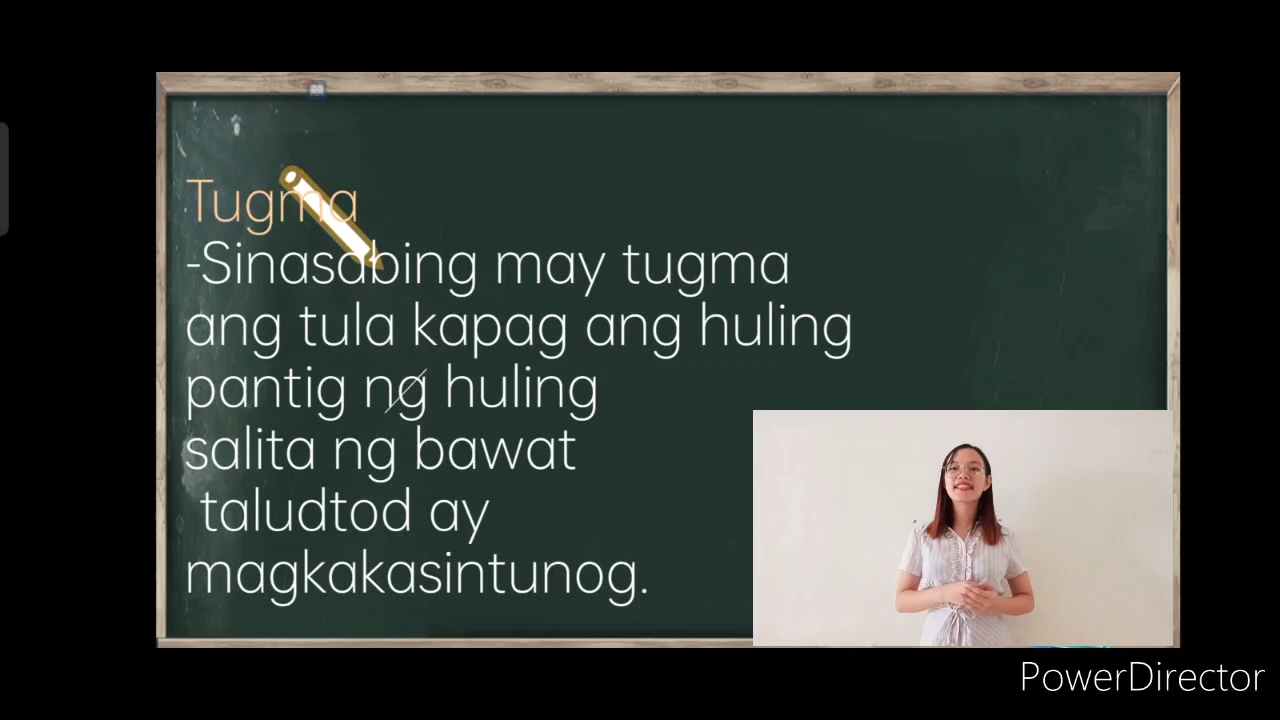 Tugma
-Sinasabing may tugma
ang tula kapag ang huling
pantig ng huling
salita ng bawat
taludtod ay
magkakasintunog.
PowerDirector